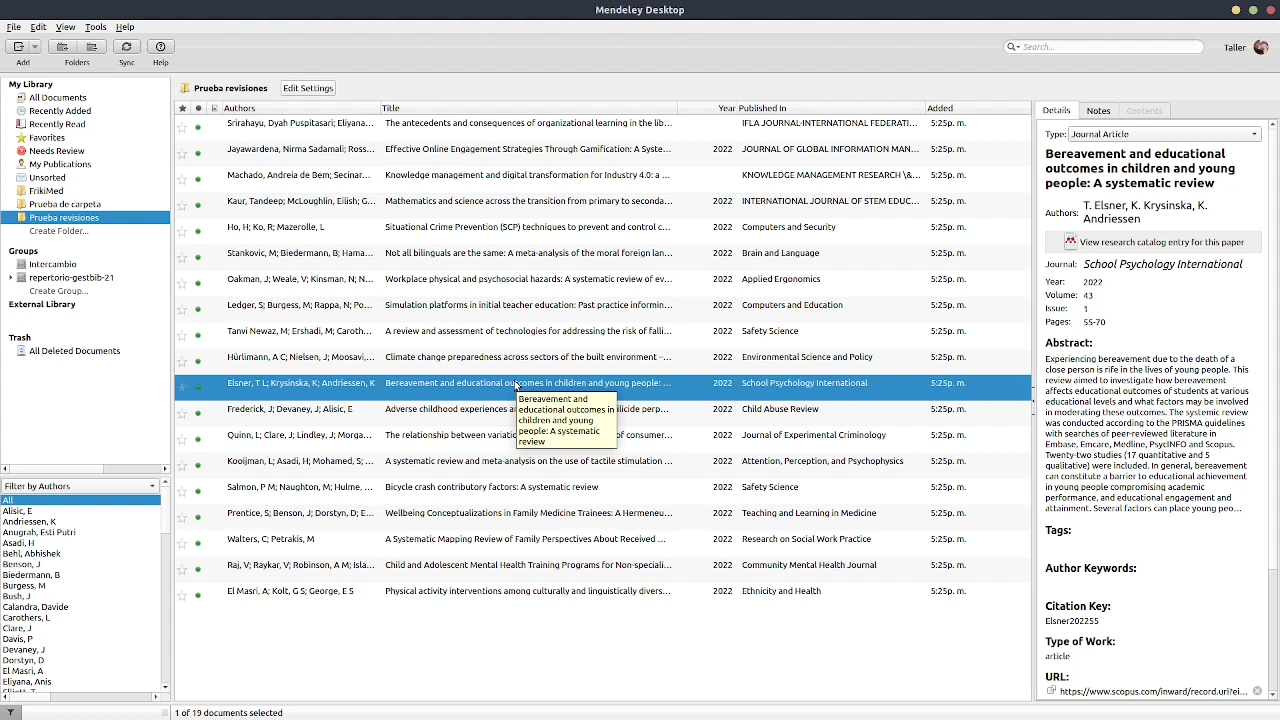 Mendeley Desktop
File Edit View Tools Help
Add Folders Sync Help
Search...
Taller
My Library
All Documents
Recently Added
Recently Read
Favorites
Needs Review
My Publications
Unsorted
FrikiMed
Prueba de carpeta
Prueba revisiones
Create Folder...
Groups
Intercambio
repertorio-gestbib-21
Create Group...
External Library
Trash
All Deleted Documents
Filter by Authors
All
Alisic, E
Andriessen, K
Anugrah, Esti Putri
Asadi, H
Behl, Abhishek
Benson, J
Biedermann, B
Burgess, M
Bush, J
Calandra, Davide
Carothers, L
Clare, J
Davis, P
Devaney, J
Dorstyn, D
El Masri, A
Eliyana, Anis
Elliott, T
Prueba revisiones Edit Settings
Authors Title Year Published In Added
Srirahayu, Dyah Puspitasari; Eliyana... The antecedent and consequences of organizational learning in the lib... IFLA JOURNAL-INTERNATIONAL FEDERATI... 5:25p. m.
Jayawardena, Nirma Sadamali; Ross... Effective Online Engagement Strategies Through Gamification: A Syste... 2022 JOURNAL OF GLOBAL INFORMATION MAN... 5:25p. m.
Machado, Andreia de Bem; Secinar... Knowledge management and digital transformation for Industry 4.0: a ... KNOWLEDGE MANAGEMENT RESEARCH \&... 5:25p. m.
Kaur, Tandeep; McLoughlin, Eilish; G... Mathematics and science across the transition from primary to seconda... 2022 INTERNATIONAL JOURNAL OF STEM EDUC... 5:25p. m.
Ho, H; Ko, R; Mazerolle, L Situational Crime Prevention (SCP) techniques to prevent and control c... 2022 Computers and Security 5:25p. m.
Stankovic, M; Biedermann, B; Hama... Not all bilinguals are the same: A meta-analysis of the moral foreign lan... 2022 Brain and Language 5:25p. m.
Oakman, J; Weale, V; Kinsman, N; N... Workplace physical and psychosocial hazards: A systematic review of ev... 2022 Applied Ergonomics 5:25p. m.
Ledger, S; Burgess, M; Rappa, N; Po... Simulation platforms in initial teacher education: Past practice informin... 2022 Computers and Education 5:25p. m.
Tanvi Newaz, M; Ershadi, M; Caroth... A review and assessment of technologies for addressing the risk of falli... 2022 Safety Science 5:25p. m.
Hürlimann, A C; Nielsen, J; Moosavi,... Climate change preparedness across sectors of the built environment –... 2022 Environmental Science and Policy 5:25p. m.
Elsner, T L; Krysinska, K; Andriessen, K Bereavement and educational outcomes in children and young people: ... 2022 School Psychology International 5:25p. m.
Frederick, J; Devaney, J; Alisic, E Adverse childhood experiences an ilicide perp... 2022 Child Abuse Review 5:25p. m.
Quinn, L; Clare, J; Lindley, J; Morga... The relationship between variatio of consumer... 2022 Journal of Experimental Criminology 5:25p. m.
Kooijman, L; Asadi, H; Mohamed, S; ... A systematic review and meta-analysis on the use of tactile stimulation ... 2022 Attention, Perception, and Psychophysics 5:25p. m.
Salmon, P M; Naughton, M; Hulme, ... Bicycle crash contributory factors: A systematic review 2022 Safety Science 5:25p. m.
Prentice, S; Benson, J; Dorstyn, D; E... Wellbeing Conceptualizations in Family Medicine Trainees: A Hermeneu... 2022 Teaching and Learning in Medicine 5:25p. m.
Walters, C; Petrakis, M A Systematic Mapping Review of Family Perspectives About Received ... 2022 Research on Social Work Practice 5:25p. m.
Raj, V; Raykar, V; Robinson, A M; Isla... Child and Adolescent Mental Health Training Programs for Non-speciali... 2022 Community Mental Health Journal 5:25p. m.
El Masri, A; Kolt, G S; George, E S Physical activity interventions among culturally and linguistically divers... 2022 Ethnicity and Health 5:25p. m.
Bereavement and
educational outcomes in
children and young
people: A systematic
review
Details Notes Contents
Type: Journal Article
Bereavement and educational
outcomes in children and young
people: A systematic review
Authors: T. Elsner, K. Krysinska, K.
Andriessen
View research catalog entry for this paper
Journal: School Psychology International
Year: 2022
Volume: 43
Issue: 1
Pages: 55-70
Abstract:
Experiencing bereavement due to the death of a
close person is rife in the lives of young people. This
review aimed to investigate how bereavement
affects educational outcomes of students at various
educational levels and what factors may be involved
in moderating these outcomes. The systemic review
was conducted according to the PRISMA guidelines
with searches of peer-reviewed literature in
Embase, Emcare, Medline, PsycINFO and Scopus.
Twenty-two studies (17 quantitative and 5
qualitative) were included. In general, bereavement
can constitute a barrier to educational achievement
in young people compromising academic
performance, and educational engagement and
attainment. Several factors can place young peo...
Tags:
Author Keywords:
Citation Key:
Elsner202255
Type of Work:
article
URL:
https://www.scopus.com/inward/record.uri?ei...
1 of 19 documents selected